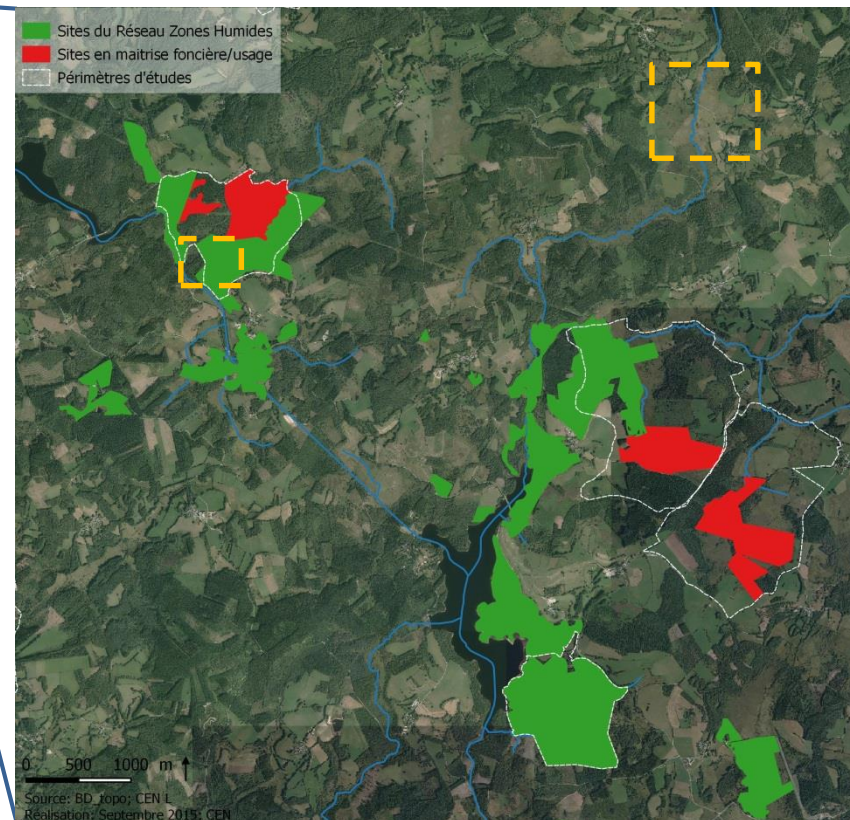 Sites du Réseau Zones Humides
Sites en maitrise foncière/usage
Périmètres d'études
0 500 1000 m
Source: BD_topo; CEN L
Réalisation: Septembre 2015; CEN